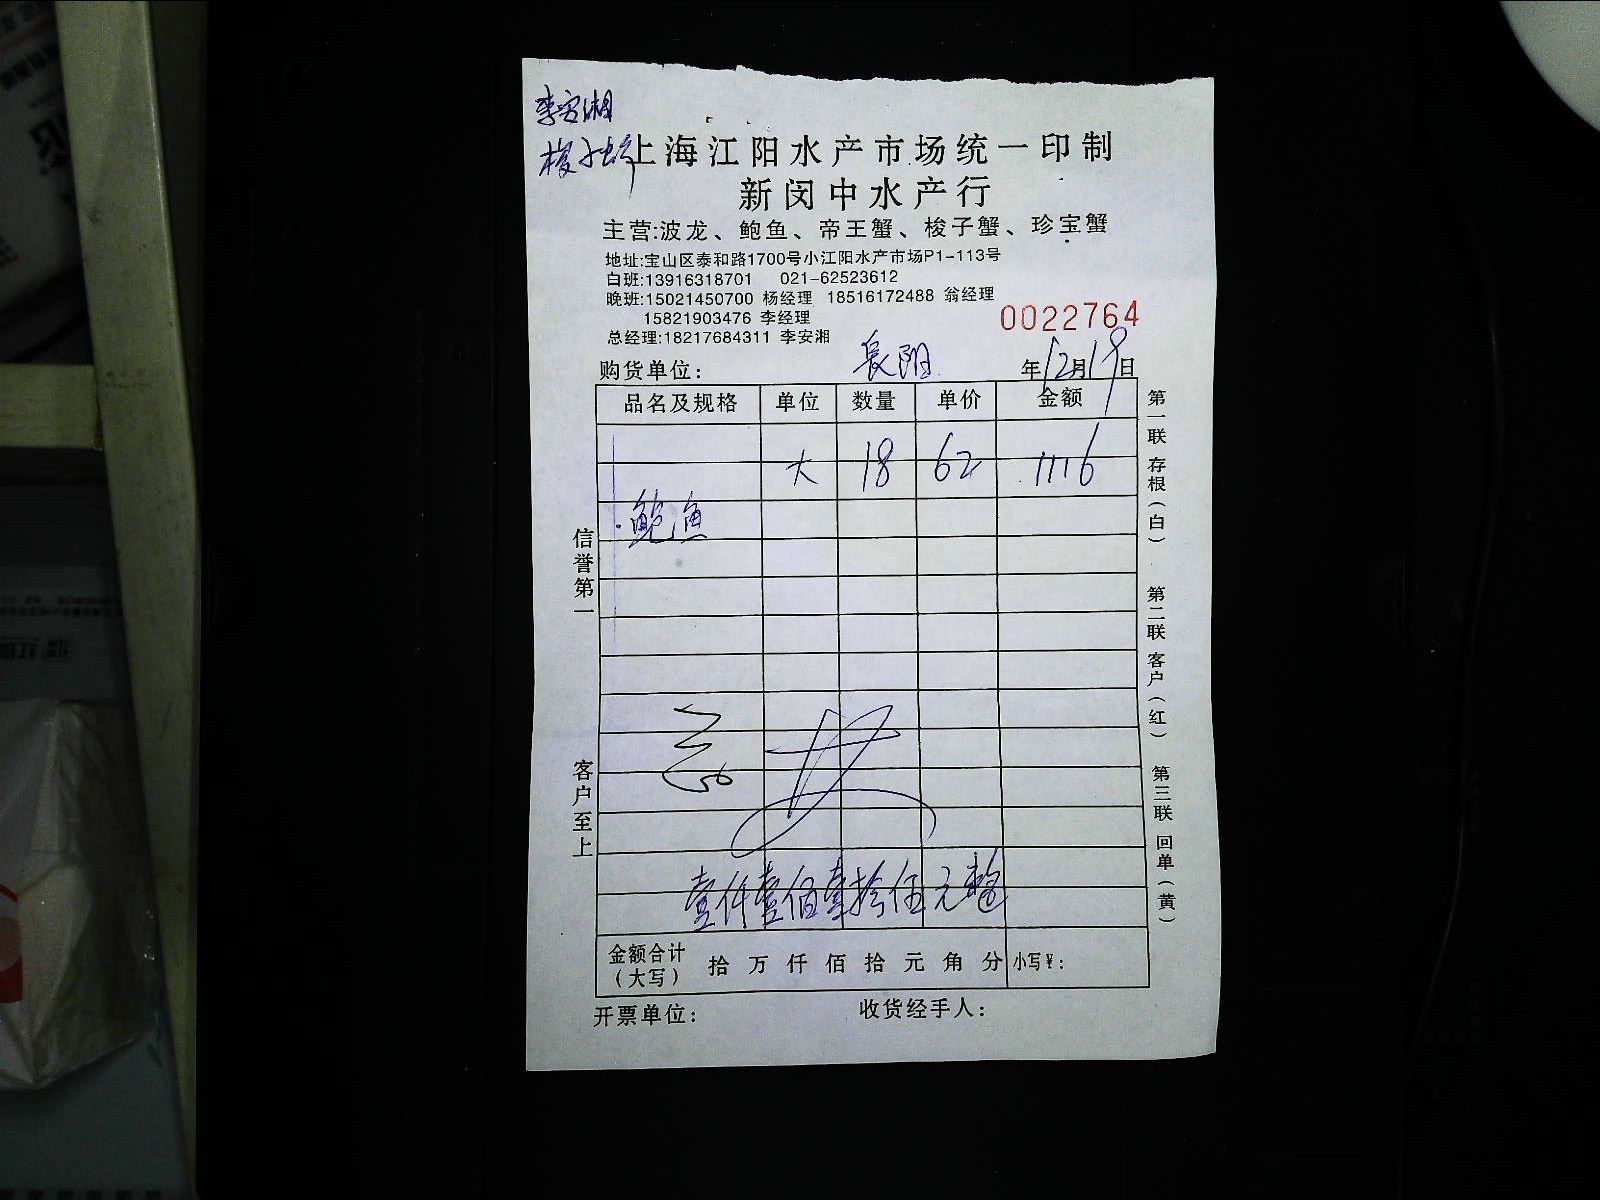 李安湘
梭子蟹
上海江阳水产市场统一印制
新闵中水产行
主营:波龙、鲍鱼、帝王蟹、梭子蟹、珍宝蟹
地址:宝山区泰和路1700号小江阳水产市场P1-113号
白班:13916318701 021-62523612
晚班:15021450700 杨经理 18516172488 翁经理
15821903476 李经理
0022764
总经理:18217684311 李安湘
购货单位: 長阳 年12月19日
品名及规格 单位 数量 单价 金额
大 18 62 1116
鲍渔
壹仟壹佰壹拾伍元整
金额合计
(大写) 拾 万 仟 佰 拾 元 角 分 小写¥:
开票单位: 收货经手人:
信誉第一
客户至上
第一联 存根(白)
第二联 客户(红)
第三联 回单(黄)